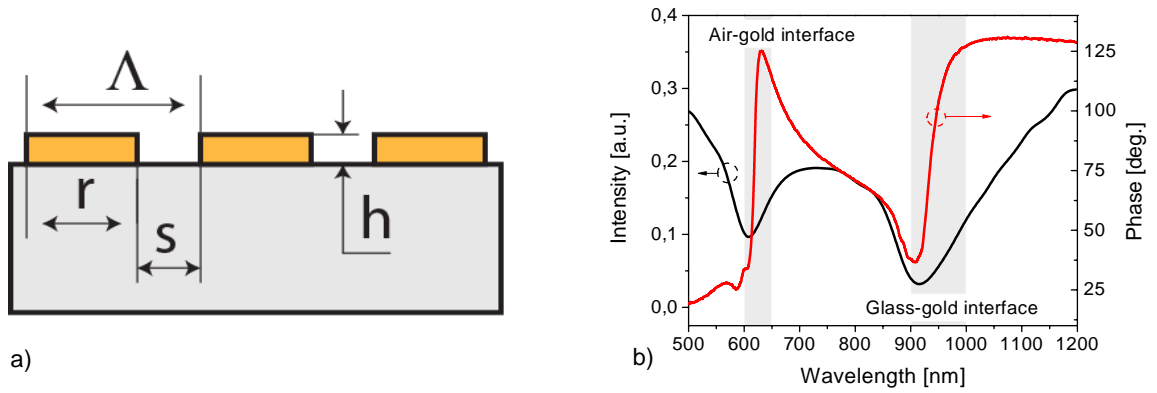 Λ
r
s
h
a)
0,4
0,3
0,2
0,1
0,0
Intensity [a.u.]
Air-gold interface
Glass-gold interface
125
100
75
50
25
Phase [deg.]
500 600 700 800 900 1000 1100 1200
Wavelength [nm]
b)